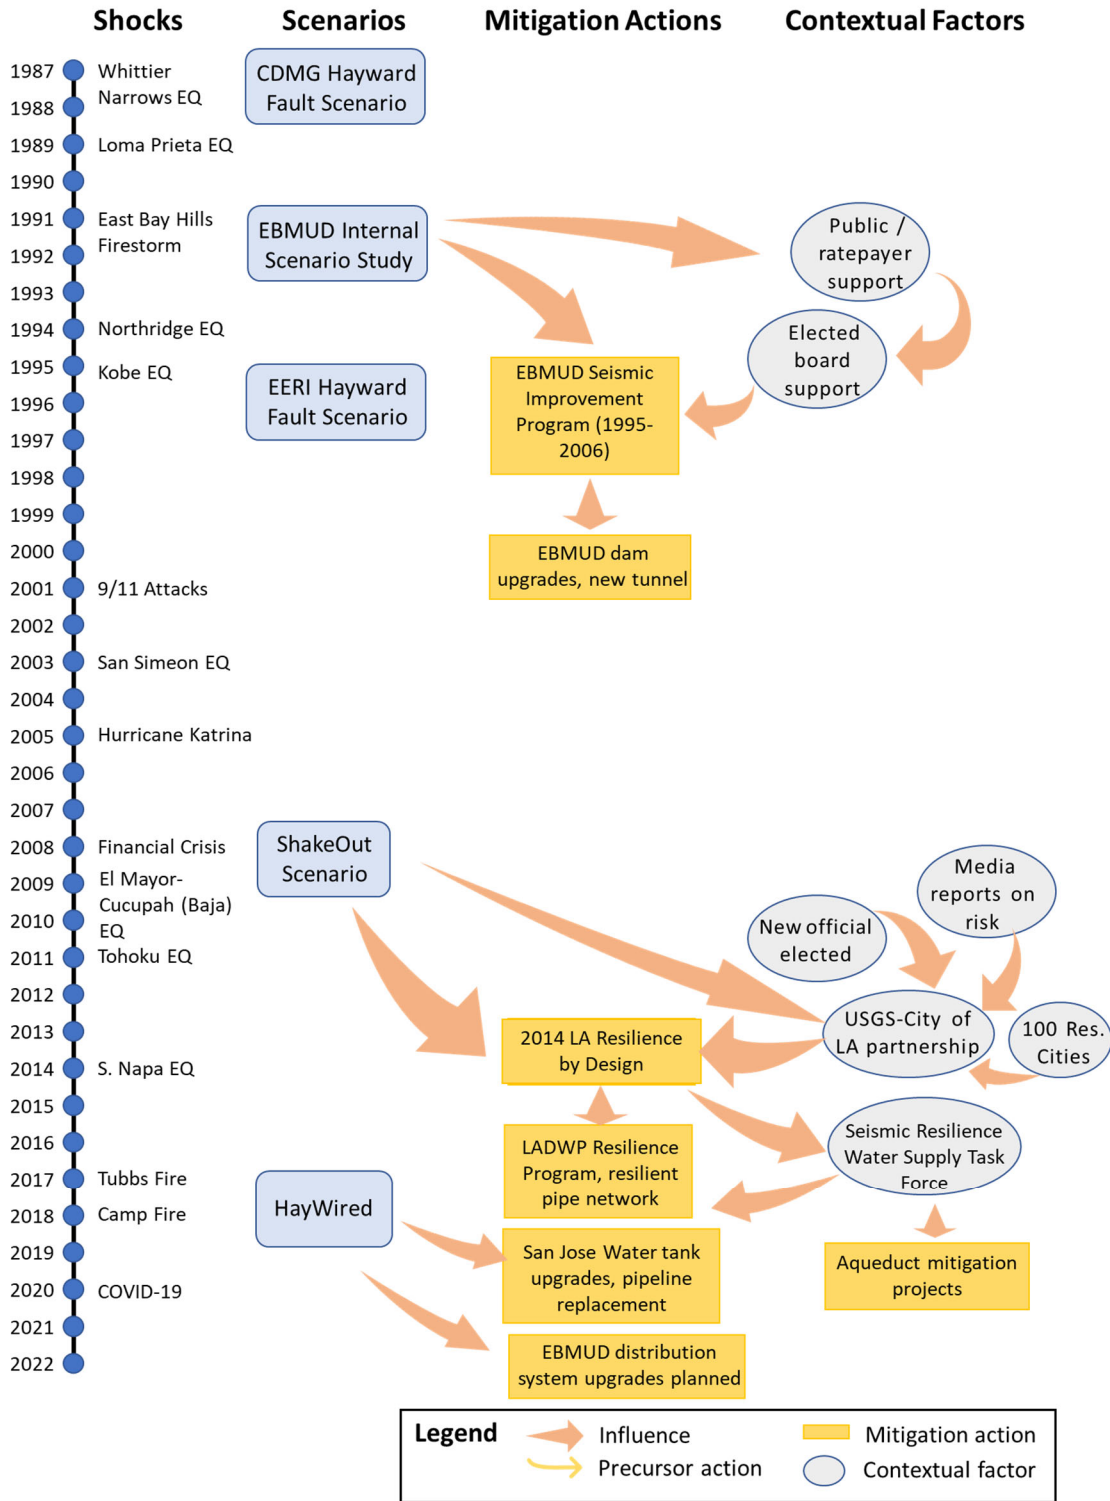 Shocks
Scenarios
Mitigation Actions
Contextual Factors
1987
1988
1989
1990
1991
1992
1993
1994
1995
1996
1997
1998
1999
2000
2001
2002
2003
2004
2005
2006
2007
2008
2009
2010
2011
2012
2013
2014
2015
2016
2017
2018
2019
2020
2021
2022
Whittier
Narrows EQ
Loma Prieta EQ
East Bay Hills
Firestorm
Northridge EQ
Kobe EQ
9/11 Attacks
San Simeon EQ
Hurricane Katrina
Financial Crisis
El Mayor-
Cucupah (Baja)
EQ
Tohoku EQ
S. Napa EQ
Tubbs Fire
Camp Fire
COVID-19
CDMG Hayward
Fault Scenario
EBMUD Internal
Scenario Study
EERI Hayward
Fault Scenario
ShakeOut
Scenario
HayWired
EBMUD Seismic
Improvement
Program (1995-
2006)
EBMUD dam
upgrades, new tunnel
2014 LA Resilience
by Design
LADWP Resilience
Program, resilient
pipe network
San Jose Water tank
upgrades, pipeline
replacement
EBMUD distribution
system upgrades planned
Public /
ratepayer
support
Elected
board
support
Media
reports on
risk
New official
elected
USGS-City of
LA partnership
100 Res.
Cities
Seismic Resilience
Water Supply Task
Force
Aqueduct mitigation
projects
Legend
Influence
Precursor action
Mitigation action
Contextual factor